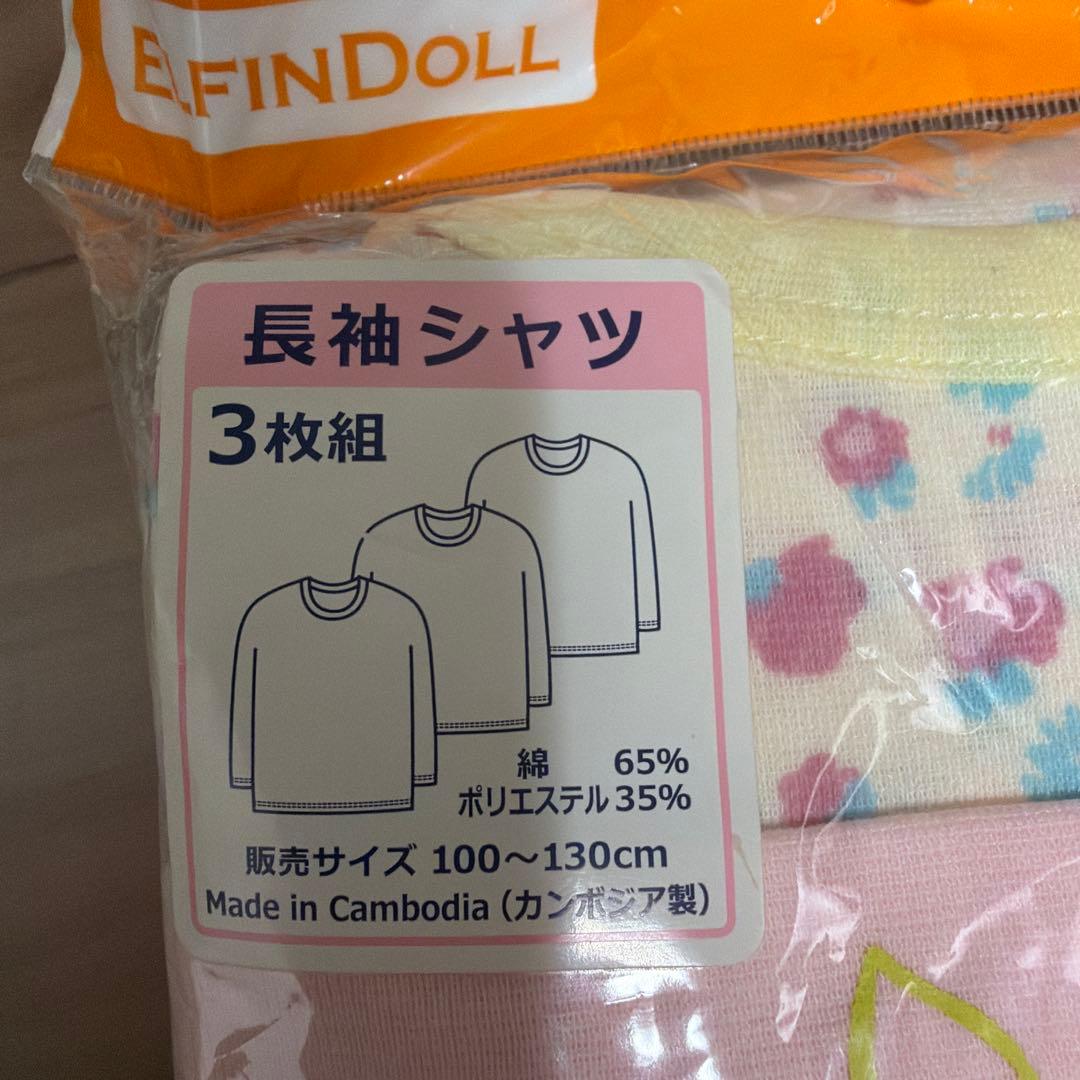 ELFINDOLL
長袖シャツ
3枚組
綿 65%
ポリエステル 35%
販売サイズ 100～130cm
Made in Cambodia (カンボジア製)